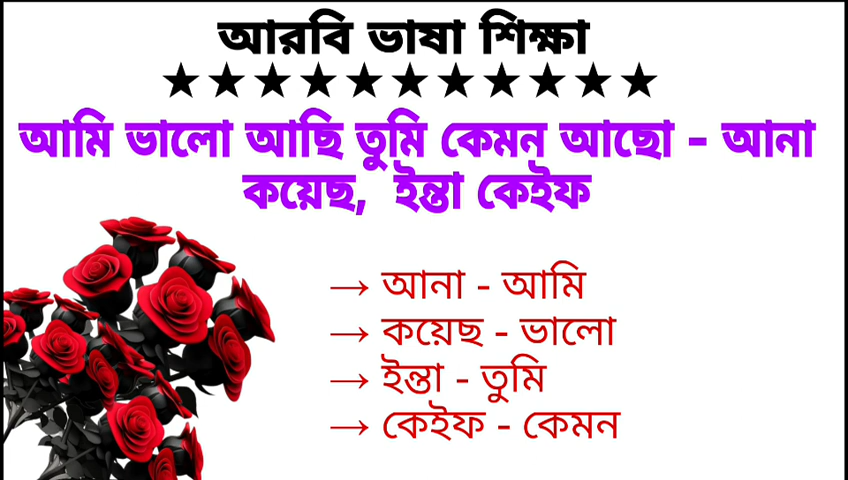 আরবি ভাষা শিক্ষা
★★★★★★★★★★★
আমি ভালো আছি তুমি কেমন আছো - আনা
কয়েছ, ইন্তা কেইফ
→ আনা - আমি
→ কয়েছ - ভালো
→ ইন্তা - তুমি
→ কেইফ - কেমন